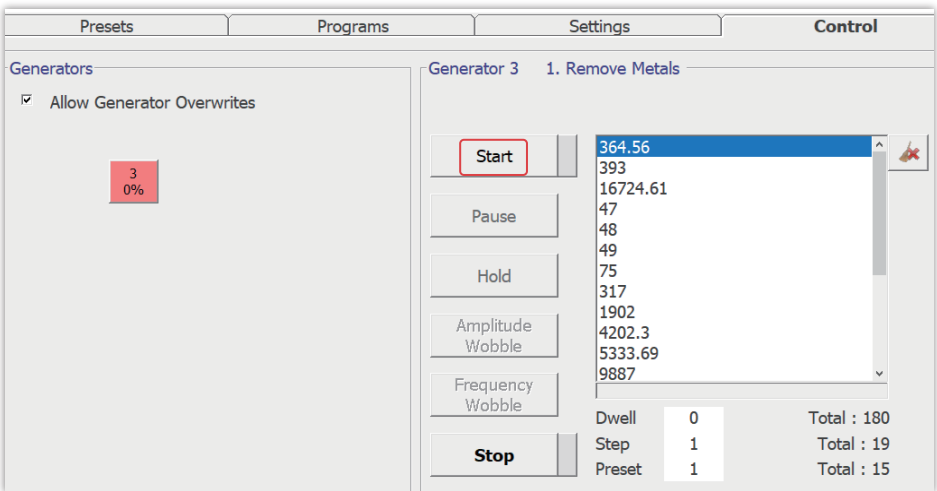 Presets Programs Settings Control
Generators
Allow Generator Overwrites
3
0%
Generator 3 1. Remove Metals
Start
Pause
Hold
Amplitude
Wobble
Frequency
Wobble
Stop
364.56
393
16724.61
47
48
49
75
317
1902
4202.3
5333.69
9887
Dwell 0 Total : 180
Step 1 Total : 19
Preset 1 Total : 15